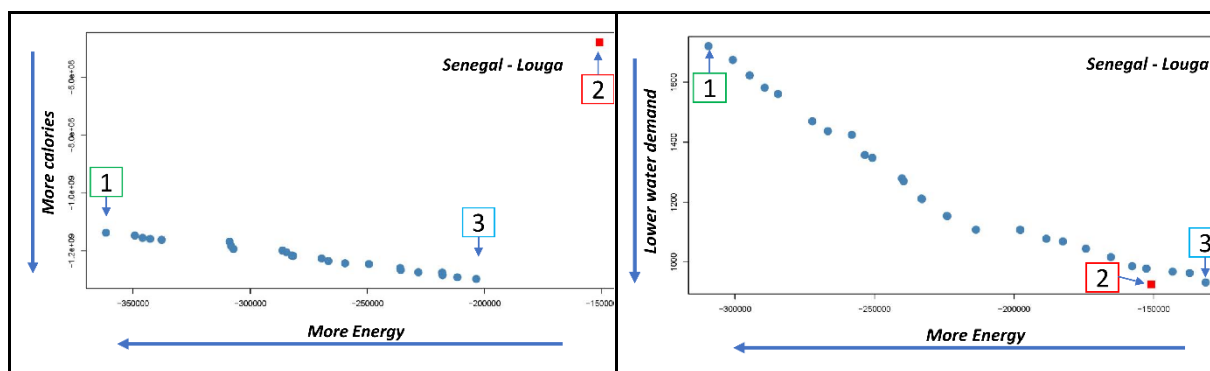 Senegal - Louga
2
More calories
1
3
-1.0e+09
-1.2e+09
-350000
-300000
-250000
-200000
-150000
More Energy
Senegal - Louga
1
Lower water demand
1600
1400
1200
1000
2
3
-300000
-250000
-200000
-150000
More Energy